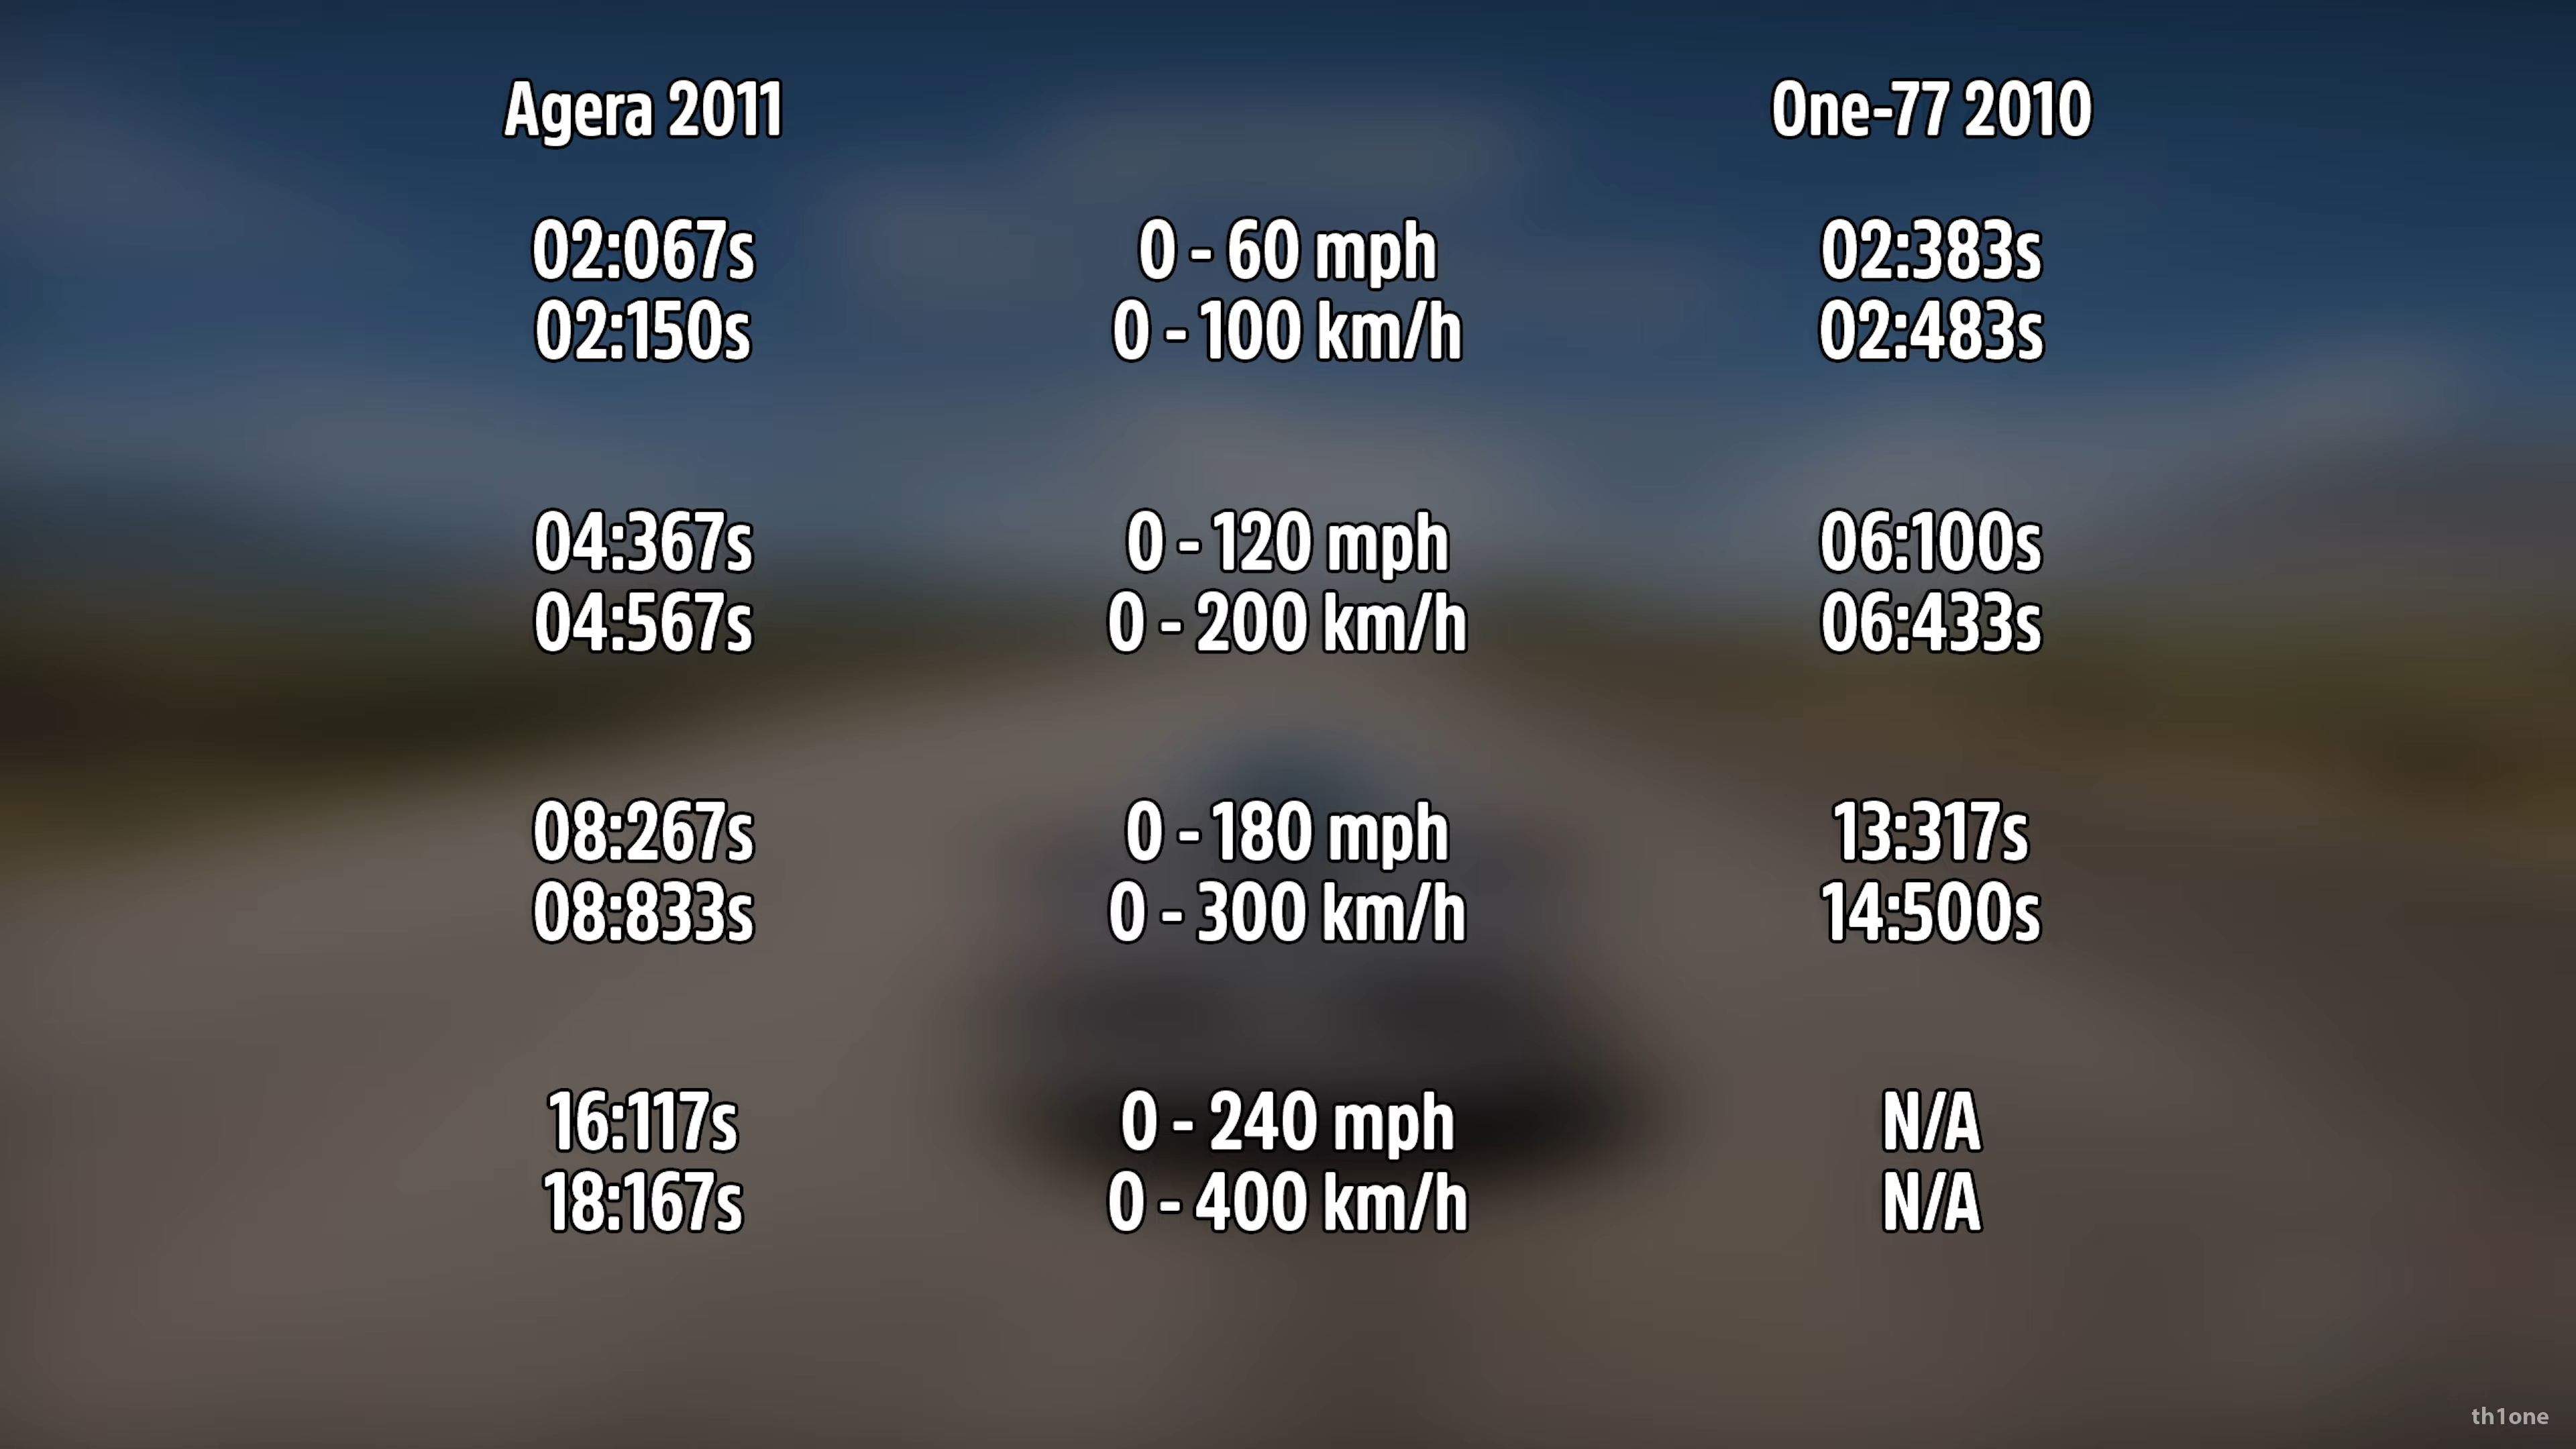 Agera 2011 One-77 2010
02:067s 0 - 60 mph 02:383s
02:150s 0 - 100 km/h 02:483s
04:367s 0 - 120 mph 06:100s
04:567s 0 - 200 km/h 06:433s
08:267s 0 - 180 mph 13:317s
08:833s 0 - 300 km/h 14:500s
16:117s 0 - 240 mph N/A
18:167s 0 - 400 km/h N/A
th1one